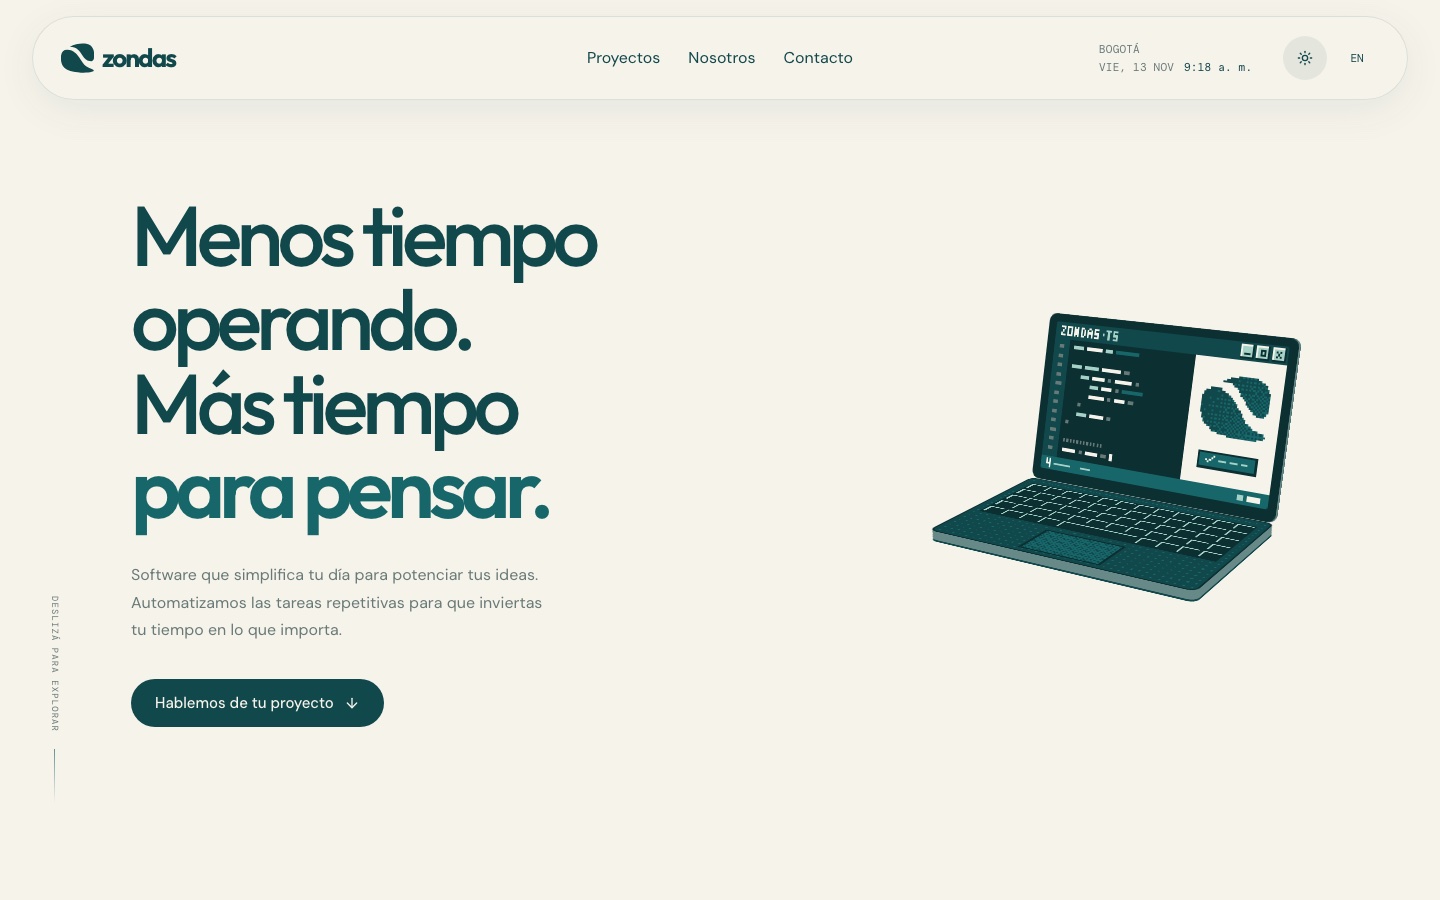 zondas
Proyectos
Nosotros
Contacto
BOGOTÁ
VIE, 13 NOV 9:18 a. m.
EN
Menos tiempo
operando.
Más tiempo
para pensar.
Software que simplifica tu día para potenciar tus ideas.
Automatizamos las tareas repetitivas para que inviertas
tu tiempo en lo que importa.
Hablemos de tu proyecto
DESLIZÁ PARA EXPLORAR
ZONDAS·TS